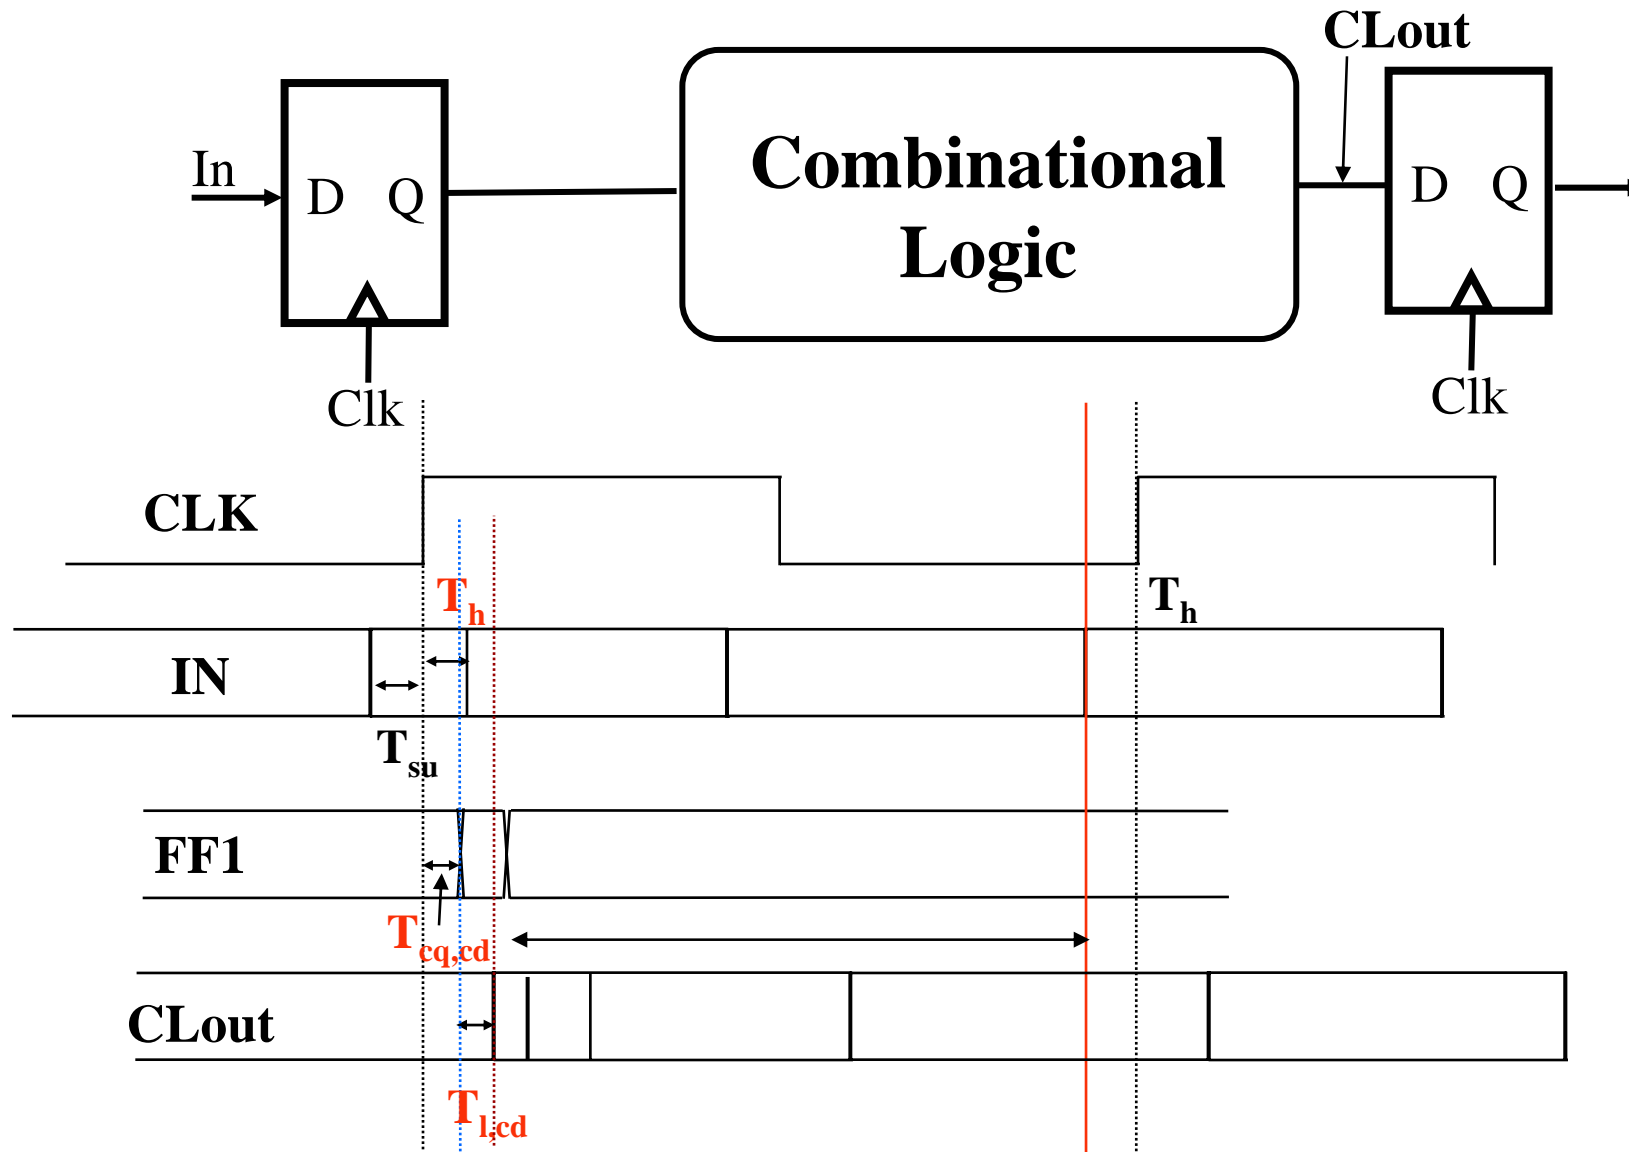 CLout
In
D Q
Combinational
Logic
D Q
Clk
Clk
CLK
Th
Th
IN
Tsu
FF1
Tcq,cd
CLout
Tl,cd